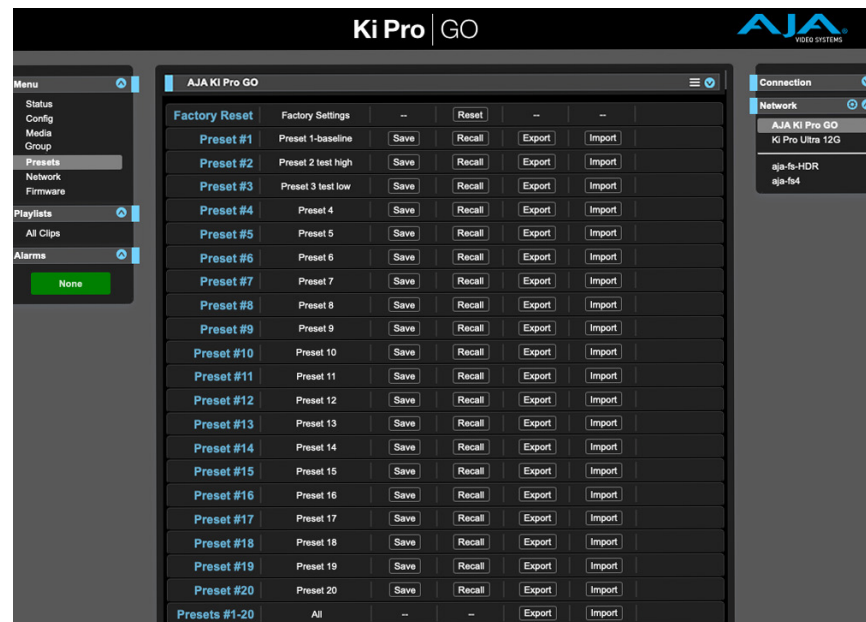 Ki Pro GO
AJA
VIDEO SYSTEMS
Menu
Status
Config
Media
Group
Presets
Network
Firmware
Playlists
All Clips
Alarms
None
AJA KI Pro GO
Factory Reset Factory Settings -- Reset -- --
Preset #1 Preset 1-baseline Save Recall Export Import
Preset #2 Preset 2 test high Save Recall Export Import
Preset #3 Preset 3 test low Save Recall Export Import
Preset #4 Preset 4 Save Recall Export Import
Preset #5 Preset 5 Save Recall Export Import
Preset #6 Preset 6 Save Recall Export Import
Preset #7 Preset 7 Save Recall Export Import
Preset #8 Preset 8 Save Recall Export Import
Preset #9 Preset 9 Save Recall Export Import
Preset #10 Preset 10 Save Recall Export Import
Preset #11 Preset 11 Save Recall Export Import
Preset #12 Preset 12 Save Recall Export Import
Preset #13 Preset 13 Save Recall Export Import
Preset #14 Preset 14 Save Recall Export Import
Preset #15 Preset 15 Save Recall Export Import
Preset #16 Preset 16 Save Recall Export Import
Preset #17 Preset 17 Save Recall Export Import
Preset #18 Preset 18 Save Recall Export Import
Preset #19 Preset 19 Save Recall Export Import
Preset #20 Preset 20 Save Recall Export Import
Presets #1-20 All -- -- Export Import
Connection
Network
AJA KI Pro GO
Ki Pro Ultra 12G
aja-fs-HDR
aja-fs4